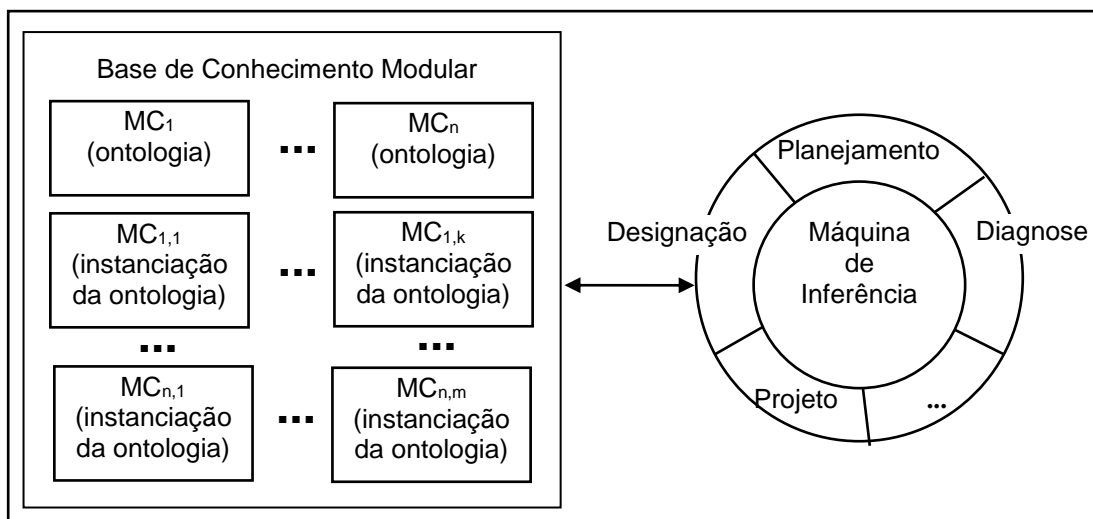 Base de Conhecimento Modular
MC1
(ontologia)
...
MCn
(ontologia)
MC1,1
(instanciação
da ontologia)
...
MC1,k
(instanciação
da ontologia)
...
...
MCn,1
(instanciação
da ontologia)
...
MCn,m
(instanciação
da ontologia)
Planejamento
Designação
Máquina
de
Inferência
Diagnose
Projeto
...